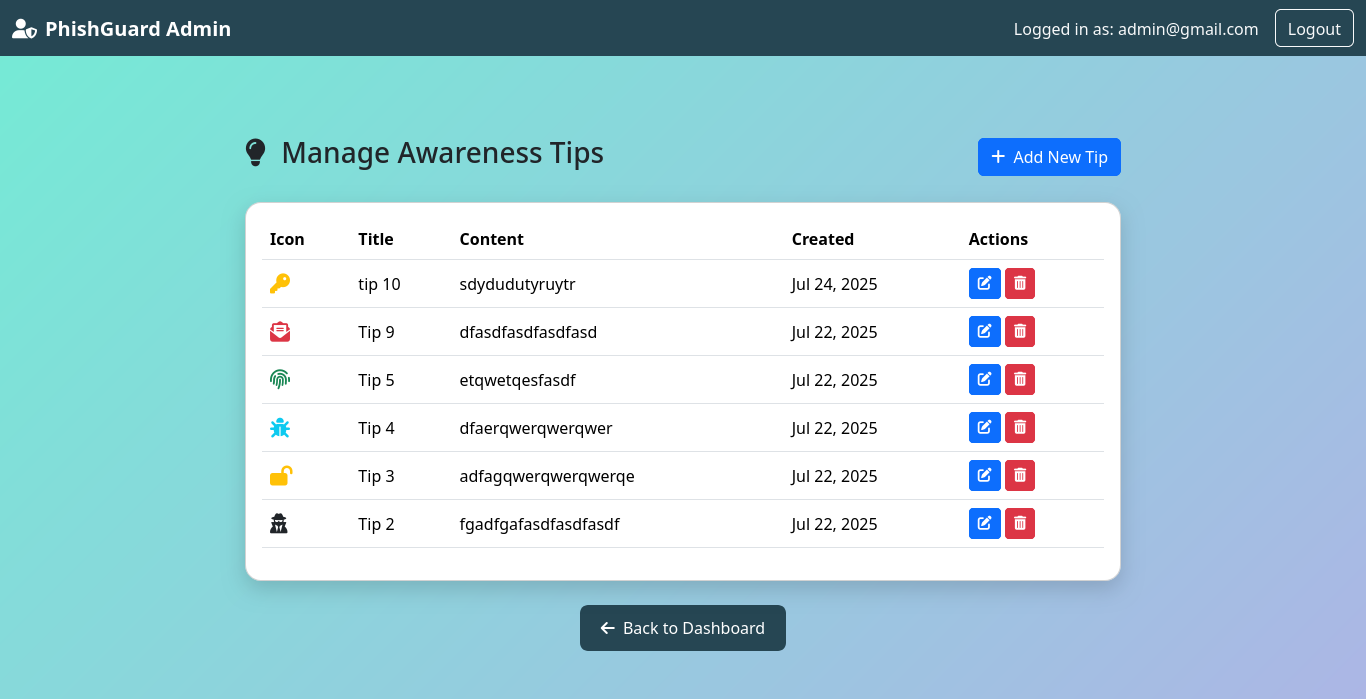 PhishGuard Admin
Logged in as: admin@gmail.com
Logout
Manage Awareness Tips
Add New Tip
Icon Title Content Created Actions
tip 10 sdydudutyruytr Jul 24, 2025
Tip 9 dfasdfasdfasdfasd Jul 22, 2025
Tip 5 etqwetqesfasdf Jul 22, 2025
Tip 4 dfaerqwerqwerqwer Jul 22, 2025
Tip 3 adfagqwerqwerqwerqe Jul 22, 2025
Tip 2 fgadfgafasdfasdfasdf Jul 22, 2025
Back to Dashboard